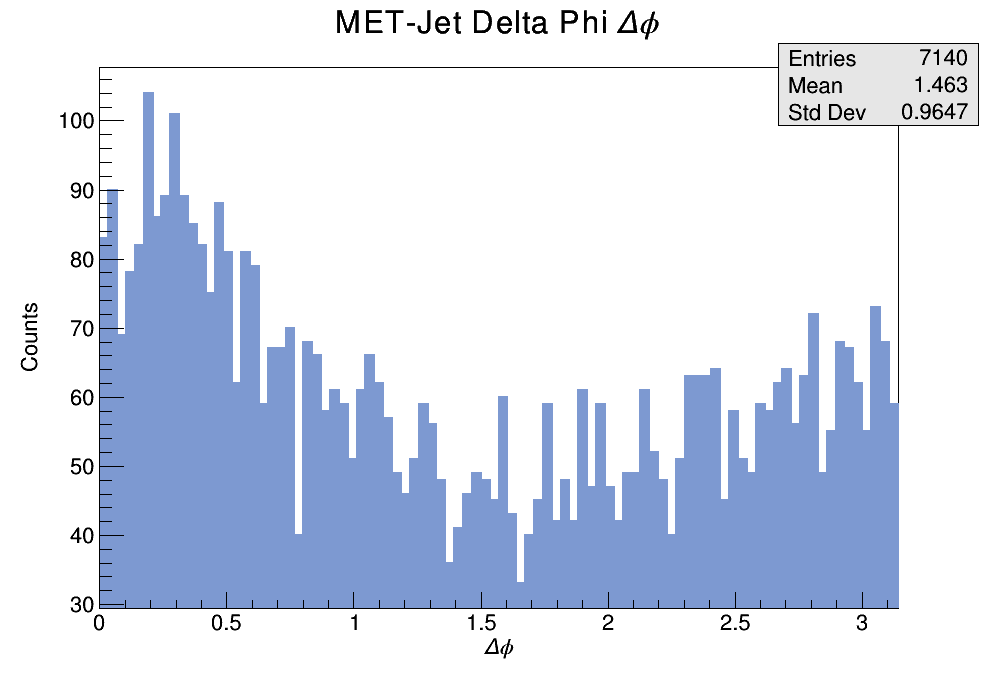 MET-Jet Delta Phi Δϕ
Entries 7140
Mean 1.463
Std Dev 0.9647
Counts
100
90
80
70
60
50
40
30
0 0.5 1 1.5 2 2.5 3
Δϕ